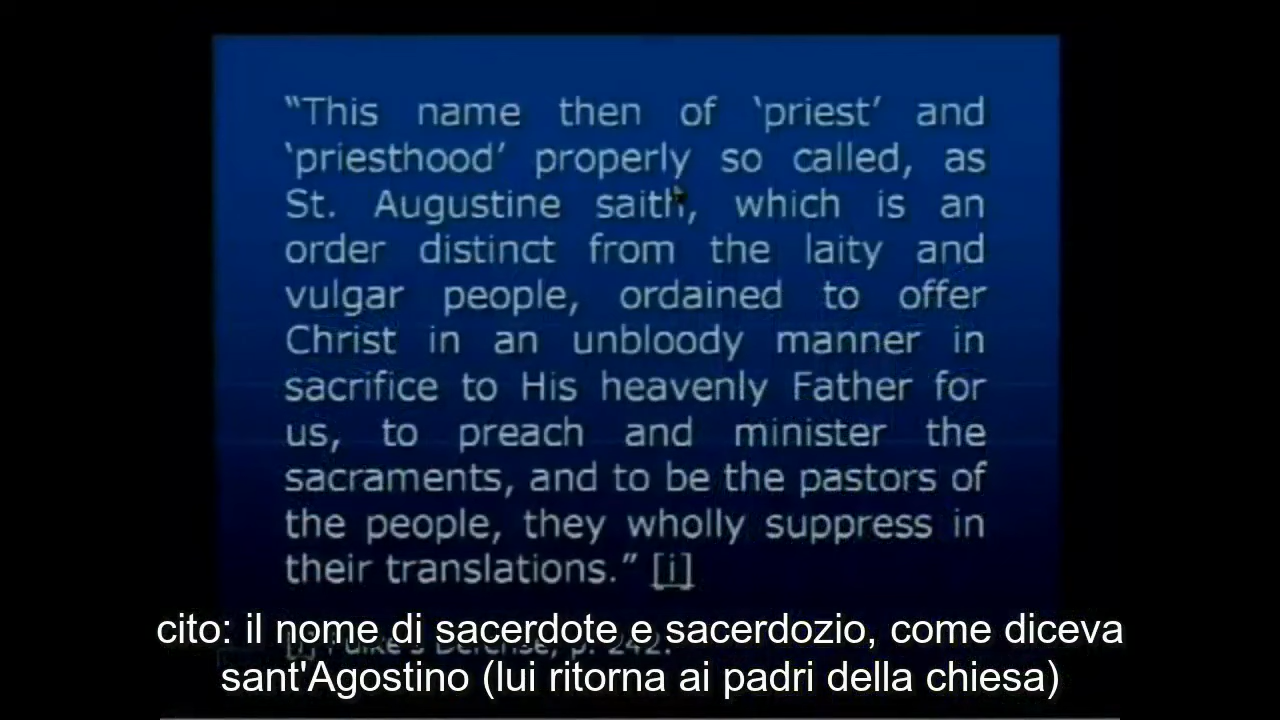 “This name then of ‘priest’ and
‘priesthood’ properly so called, as
St. Augustine saith, which is an
order distinct from the laity and
vulgar people, ordained to offer
Christ in an unbloody manner in
sacrifice to His heavenly Father for
us, to preach and minister the
sacraments, and to be the pastors of
the people, they wholly suppress in
their translations.” [i]
[i] Fulke's Defense, p. 242.
cito: il nome di sacerdote e sacerdozio, come diceva
sant'Agostino (lui ritorna ai padri della chiesa)